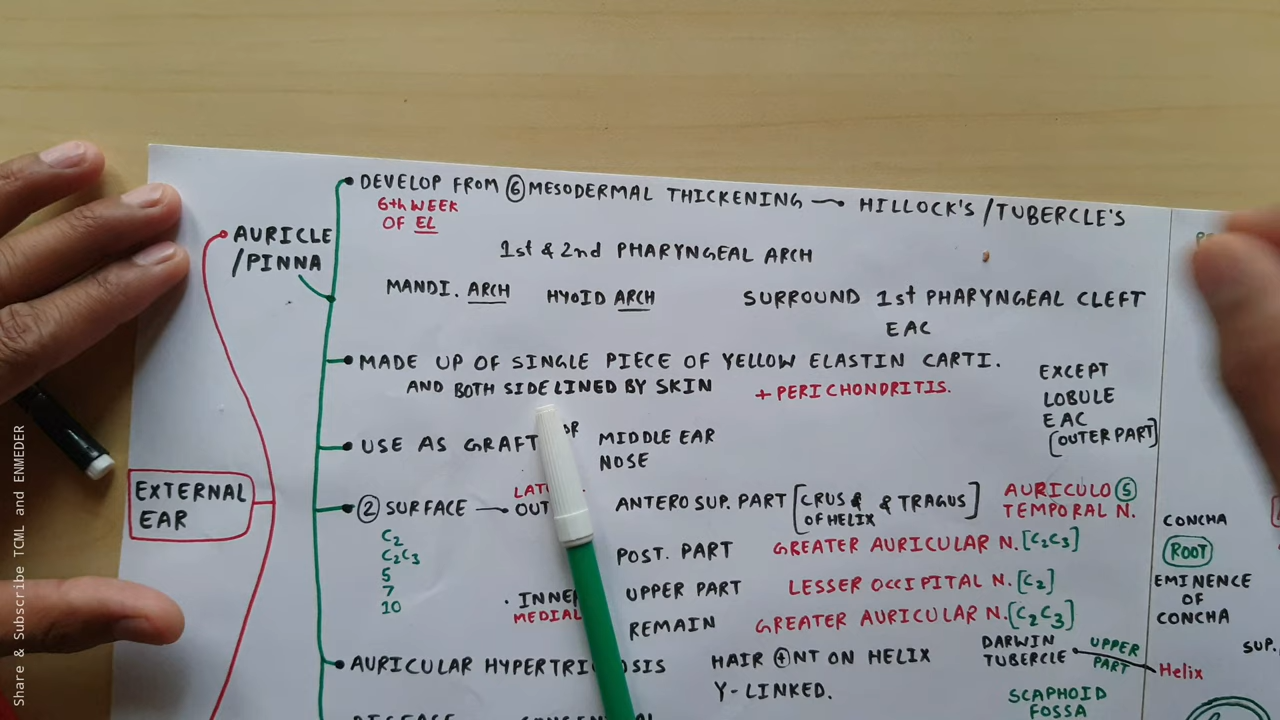 DEVELOP FROM ⑥ MESODERMAL THICKENING → HILLOCK'S / TUBERCLE'S
6th WEEK
OF EL
AURICLE
/PINNA
1st & 2nd PHARYNGEAL ARCH
MANDI. ARCH HYOID ARCH SURROUND 1st PHARYNGEAL CLEFT
EAC
MADE UP OF SINGLE PIECE OF YELLOW ELASTIN CARTI.
AND BOTH SIDE LINED BY SKIN + PERICHONDRITIS.
EXCEPT
LOBULE
EAC
[OUTER PART]
USE AS GRAFT MIDDLE EAR
NOSE
EXTERNAL
EAR
② SURFACE → ANTERO SUP. PART [CRUS & & TRAGUS]
OF HELIX
AURICULO ⑤
TEMPORAL N.
C2
C2C3
5
7
10
POST. PART GREATER AURICULAR N. [C2C3]
UPPER PART LESSER OCCIPITAL N. [C2]
MEDIAL
REMAIN GREATER AURICULAR N. [C2C3]
AURICULAR HAIR ⊕NT ON HELIX
Y-LINKED.
DARWIN
TUBERCLE
UPPER
PART
Helix
SCAPHOID
FOSSA
CONCHA
ROOT
EMINENCE
OF
CONCHA
SUP.
Share & Subscribe TCML and ENMEDER